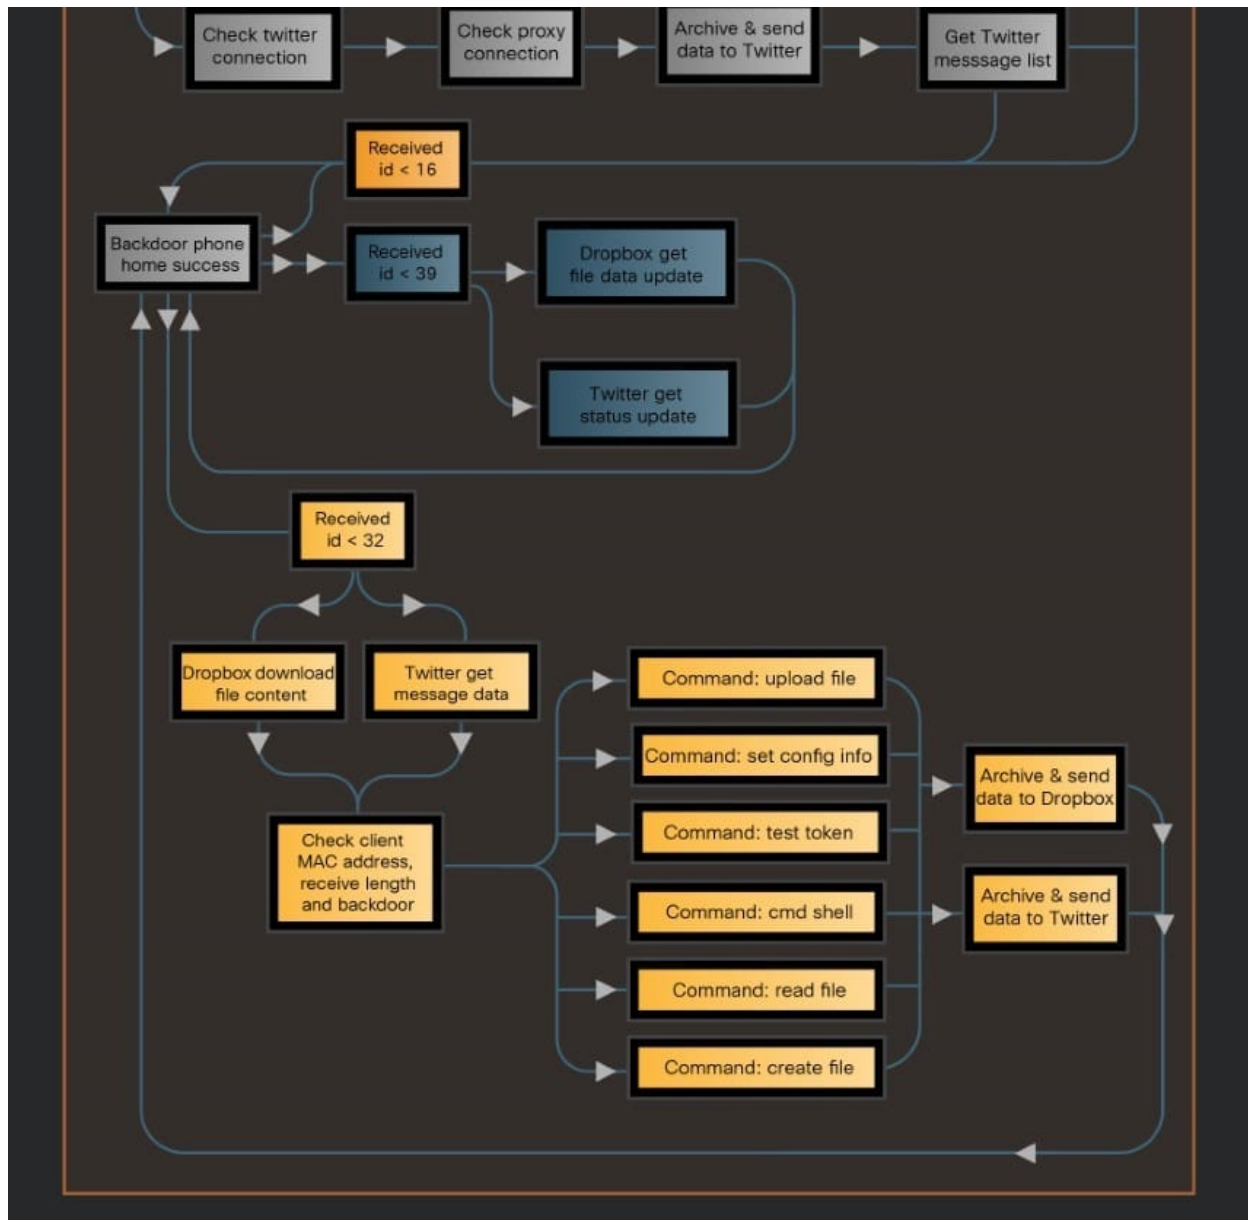 Check twitter
connection
Check proxy
connection
Archive & send
data to Twitter
Get Twitter
messsage list
Received
id < 16
Backdoor phone
home success
Received
id < 39
Dropbox get
file data update
Twitter get
status update
Received
id < 32
Dropbox download
file content
Twitter get
message data
Check client
MAC address,
receive length
and backdoor
Command: upload file
Command: set config info
Command: test token
Command: cmd shell
Command: read file
Command: create file
Archive & send
data to Dropbox
Archive & send
data to Twitter